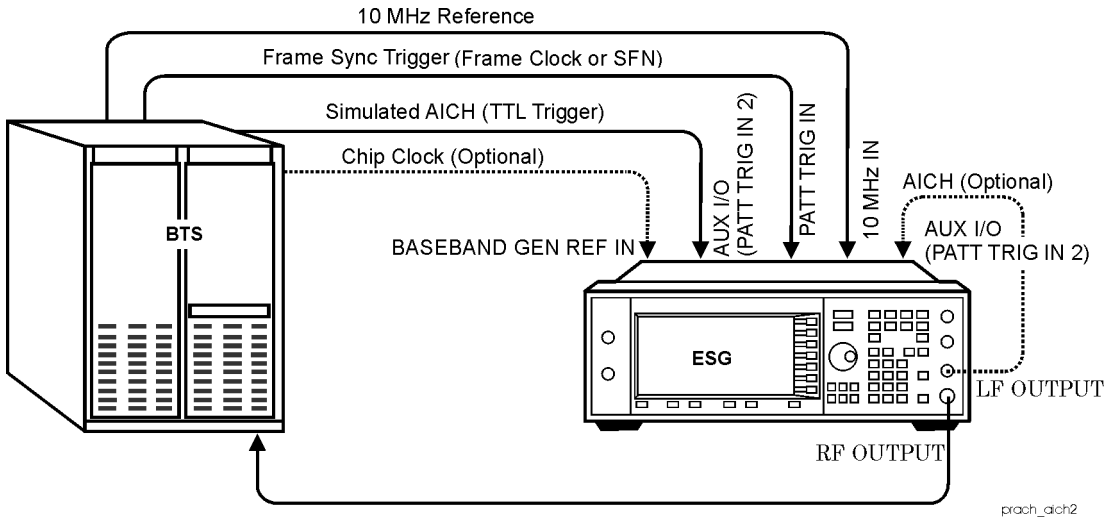 10 MHz Reference
Frame Sync Trigger (Frame Clock or SFN)
Simulated AICH (TTL Trigger)
Chip Clock (Optional)
BASEBAND GEN REF IN
AUX I/O
(PATT TRIG IN 2)
PATT TRIG IN
10 MHz IN
AICH (Optional)
AUX I/O
(PATT TRIG IN 2)
BTS
ESG
LF OUTPUT
RF OUTPUT
prach_aich2